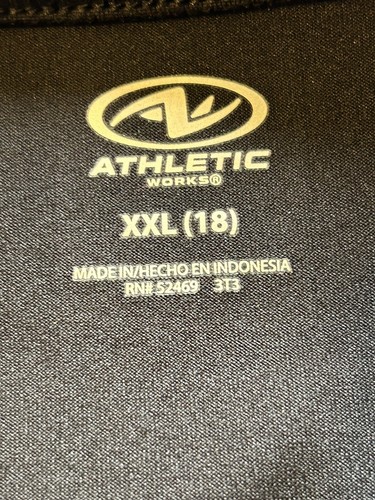 ATHLETIC
WORKS®
XXL (18)
MADE IN/HECHO EN INDONESIA
RN# 52469 3T3